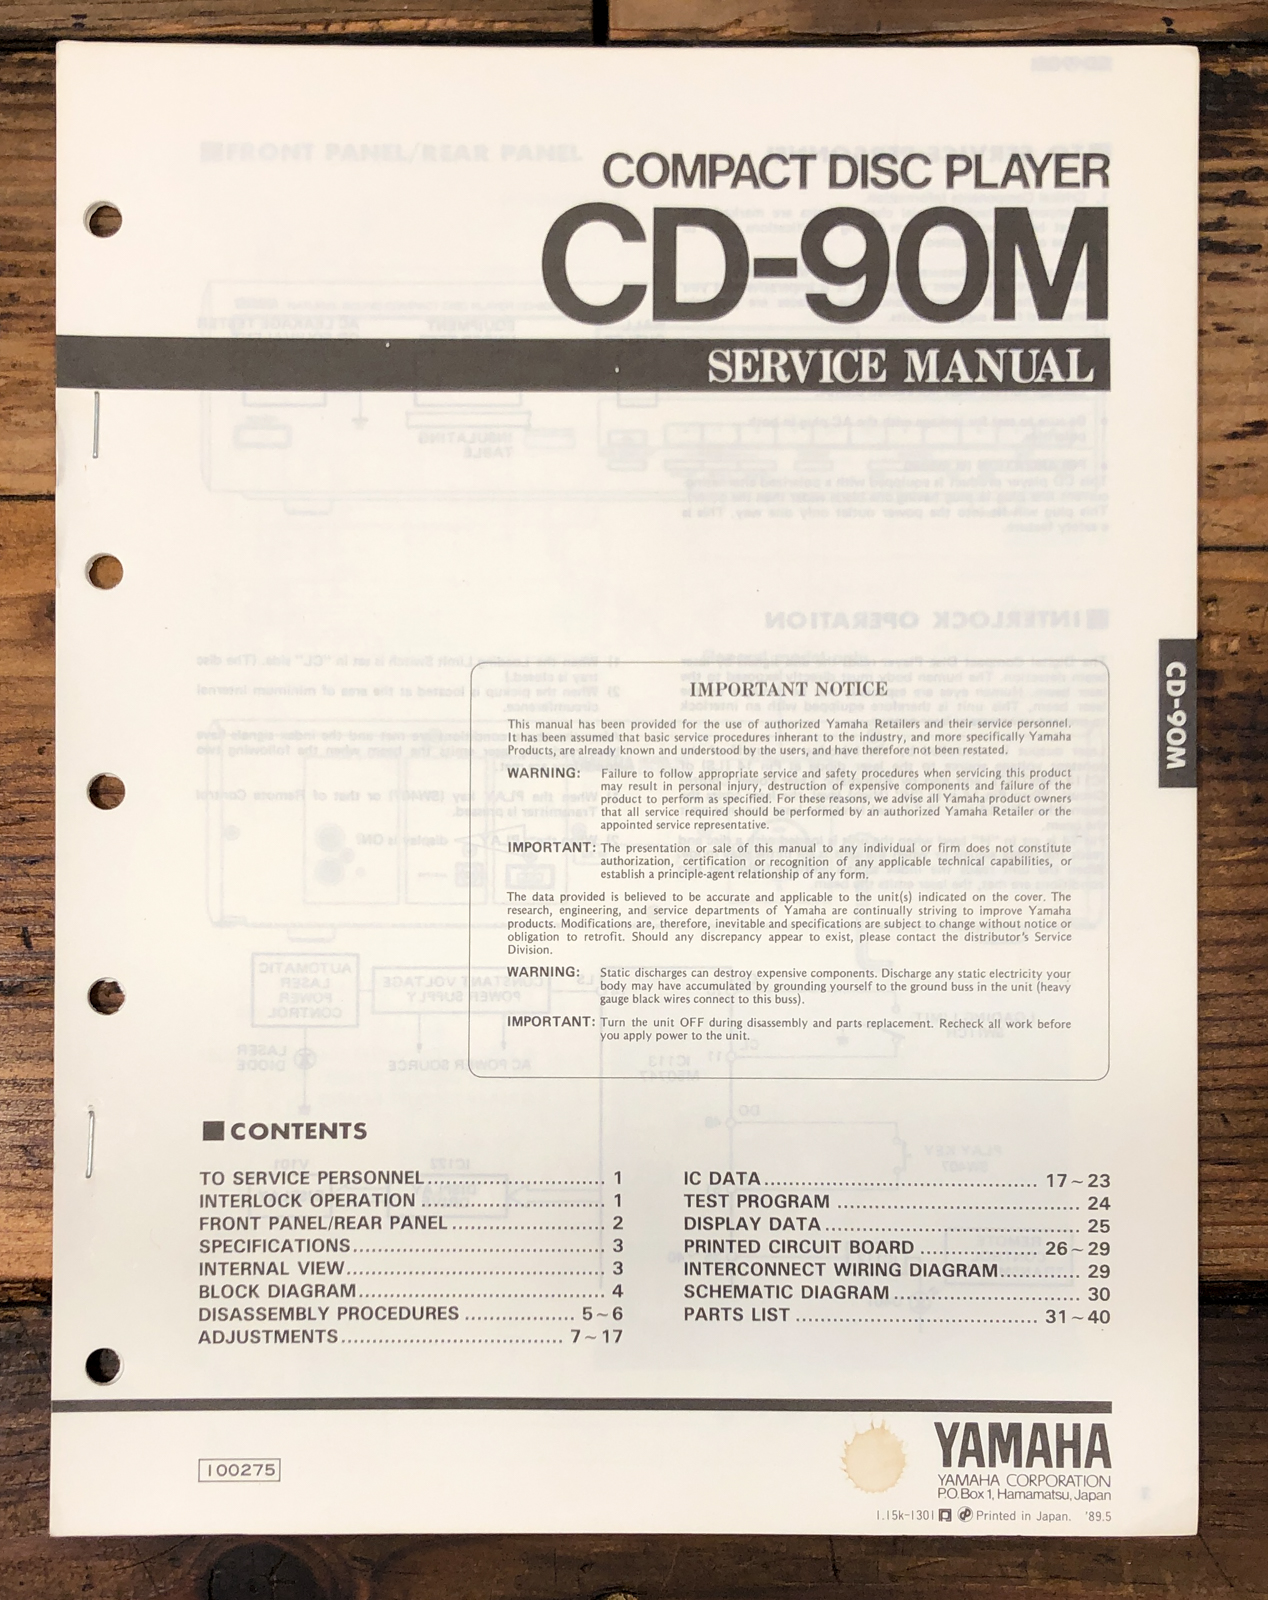 COMPACT DISC PLAYER
CD-90M
SERVICE MANUAL
CD-90M
IMPORTANT NOTICE
This manual has been provided for the use of authorized Yamaha Retailers and their service personnel.
It has been assumed that basic service procedures inherant to the industry, and more specifically Yamaha
Products, are already known and understood by the users, and have therefore not been restated.
WARNING: Failure to follow appropriate service and safety procedures when servicing this product
may result in personal injury, destruction of expensive components and failure of the
product to perform as specified. For these reasons, we advise all Yamaha product owners
that all service required should be performed by an authorized Yamaha Retailer or the
appointed service representative.
IMPORTANT: The presentation or sale of this manual to any individual or firm does not constitute
authorization, certification or recognition of any applicable technical capabilities, or
establish a principle-agent relationship of any form.
The data provided is believed to be accurate and applicable to the unit(s) indicated on the cover. The
research, engineering, and service departments of Yamaha are continually striving to improve Yamaha
products. Modifications are, therefore, inevitable and specifications are subject to change without notice or
obligation to retrofit. Should any discrepancy appear to exist, please contact the distributor's Service
Division.
WARNING: Static discharges can destroy expensive components. Discharge any static electricity your
body may have accumulated by grounding yourself to the ground buss in the unit (heavy
gauge black wires connect to this buss).
IMPORTANT: Turn the unit OFF during disassembly and parts replacement. Recheck all work before
you apply power to the unit.
■ CONTENTS
TO SERVICE PERSONNEL................................ 1
INTERLOCK OPERATION ................................ 1
FRONT PANEL/REAR PANEL............................ 2
SPECIFICATIONS............................................ 3
INTERNAL VIEW............................................. 3
BLOCK DIAGRAM........................................... 4
DISASSEMBLY PROCEDURES ................... 5~6
ADJUSTMENTS....................................... 7~17
IC DATA............................................... 17~23
TEST PROGRAM .......................................... 24
DISPLAY DATA............................................ 25
PRINTED CIRCUIT BOARD .................... 26~29
INTERCONNECT WIRING DIAGRAM.............. 29
SCHEMATIC DIAGRAM ................................ 30
PARTS LIST .......................................... 31~40
100275
YAMAHA
YAMAHA CORPORATION
P.O.Box 1, Hamamatsu, Japan
1.15k-1301 Printed in Japan. '89.5